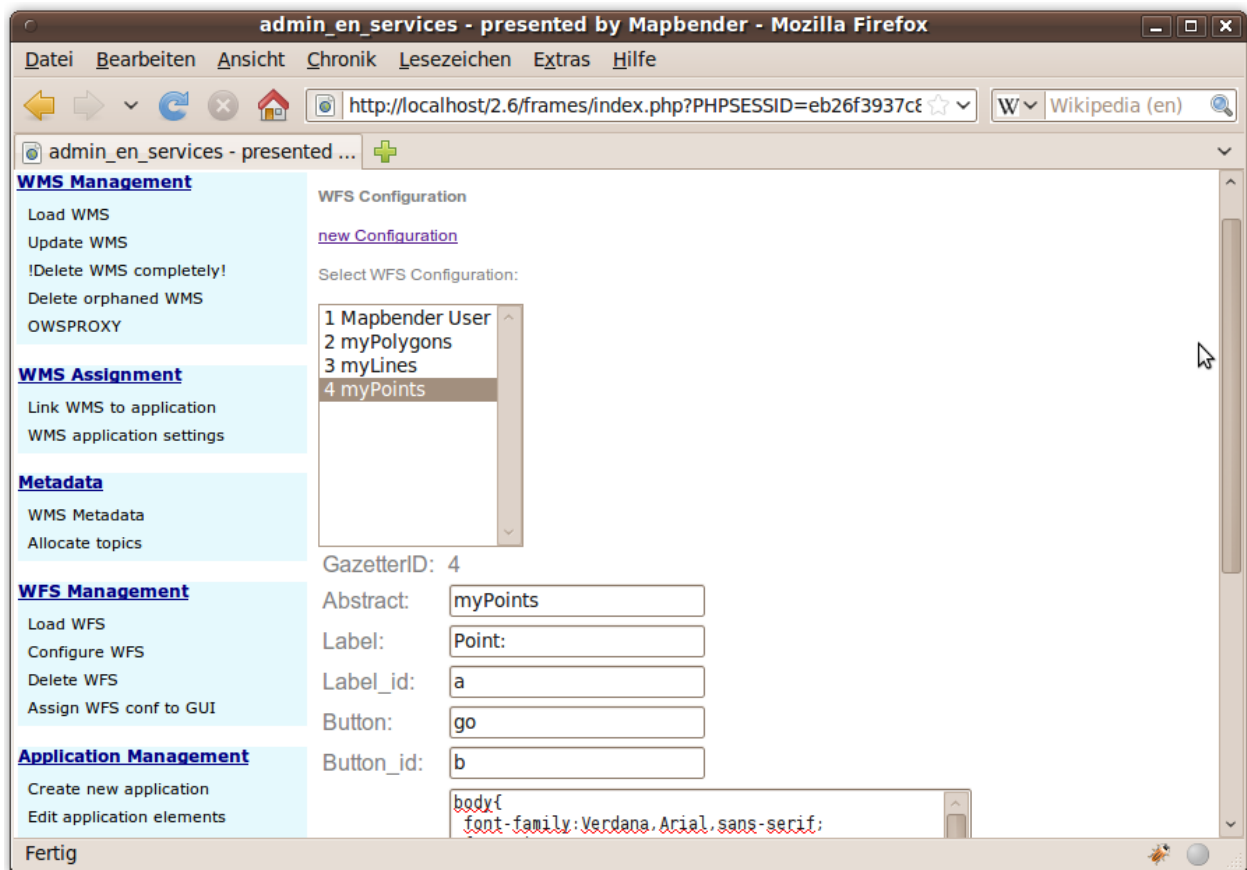 admin_en_services - presented by Mapbender - Mozilla Firefox
Datei Bearbeiten Ansicht Chronik Lesezeichen Extras Hilfe
http://localhost/2.6/frames/index.php?PHPSESSID=eb26f3937c8
W Wikipedia (en)
admin_en_services - presented ...
WMS Management
Load WMS
Update WMS
!Delete WMS completely!
Delete orphaned WMS
OWSPROXY
WMS Assignment
Link WMS to application
WMS application settings
Metadata
WMS Metadata
Allocate topics
WFS Management
Load WFS
Configure WFS
Delete WFS
Assign WFS conf to GUI
Application Management
Create new application
Edit application elements
WFS Configuration
new Configuration
Select WFS Configuration:
1 Mapbender User
2 myPolygons
3 myLines
4 myPoints
GazetterID: 4
Abstract: myPoints
Label: Point:
Label_id: a
Button: go
Button_id: b
body{
font-family:Verdana,Arial,sans-serif;
Fertig